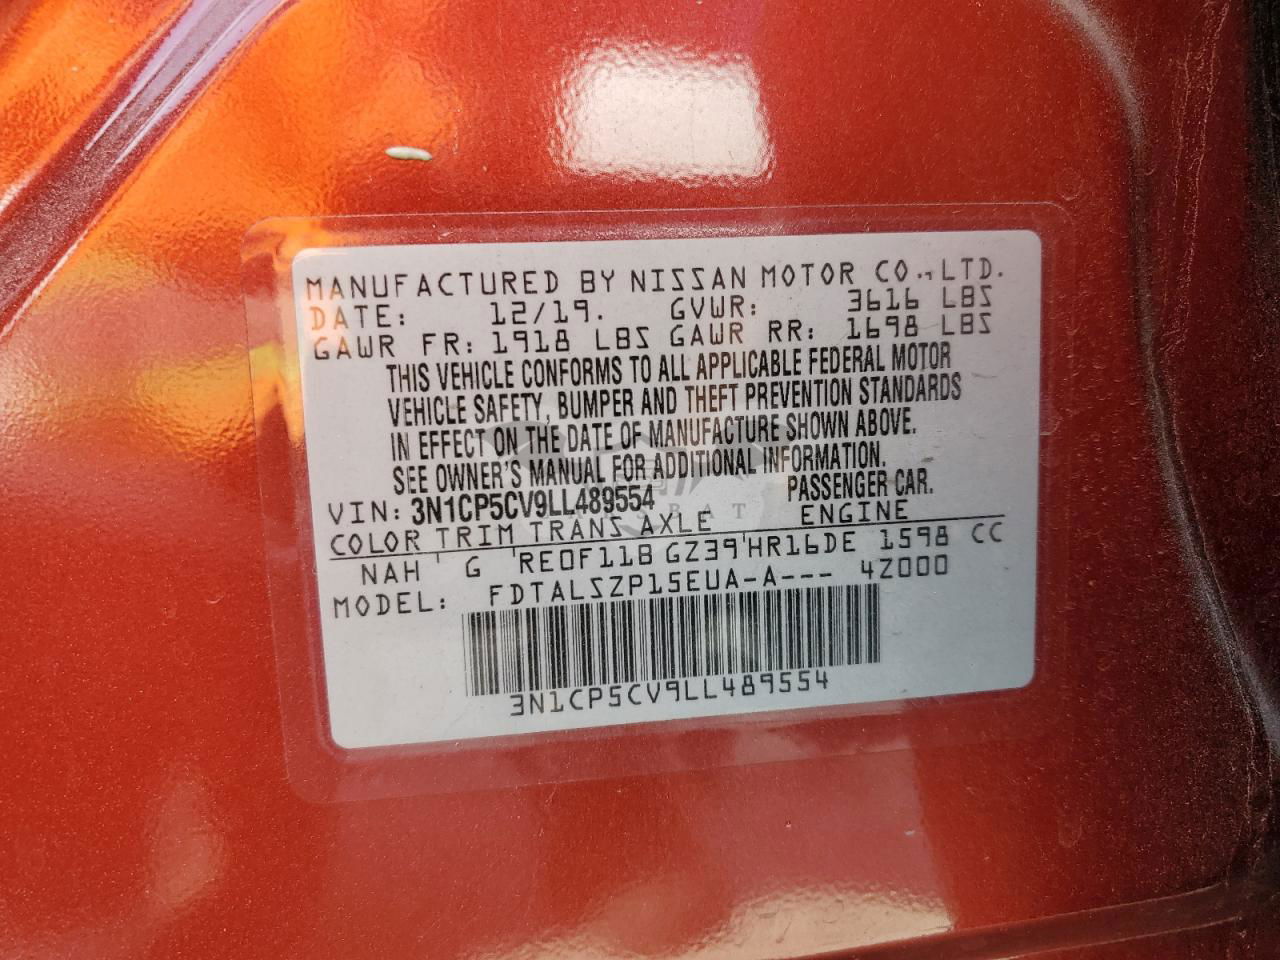 MANUFACTURED BY NISSAN MOTOR CO., LTD.
DATE: 12/19. GVWR: 3616 LBS
GAWR FR: 1918 LBS GAWR RR: 1698 LBS
THIS VEHICLE CONFORMS TO ALL APPLICABLE FEDERAL MOTOR
VEHICLE SAFETY, BUMPER AND THEFT PREVENTION STANDARDS
IN EFFECT ON THE DATE OF MANUFACTURE SHOWN ABOVE.
SEE OWNER'S MANUAL FOR ADDITIONAL INFORMATION.
VIN: 3N1CP5CV9LL489554 PASSENGER CAR.
COLOR TRIM TRANS AXLE ENGINE
NAH G RE0F11B GZ39 HR16DE 1598 CC
MODEL: FDTALSZP15EUA-A--- 4Z000
3N1CP5CV9LL489554